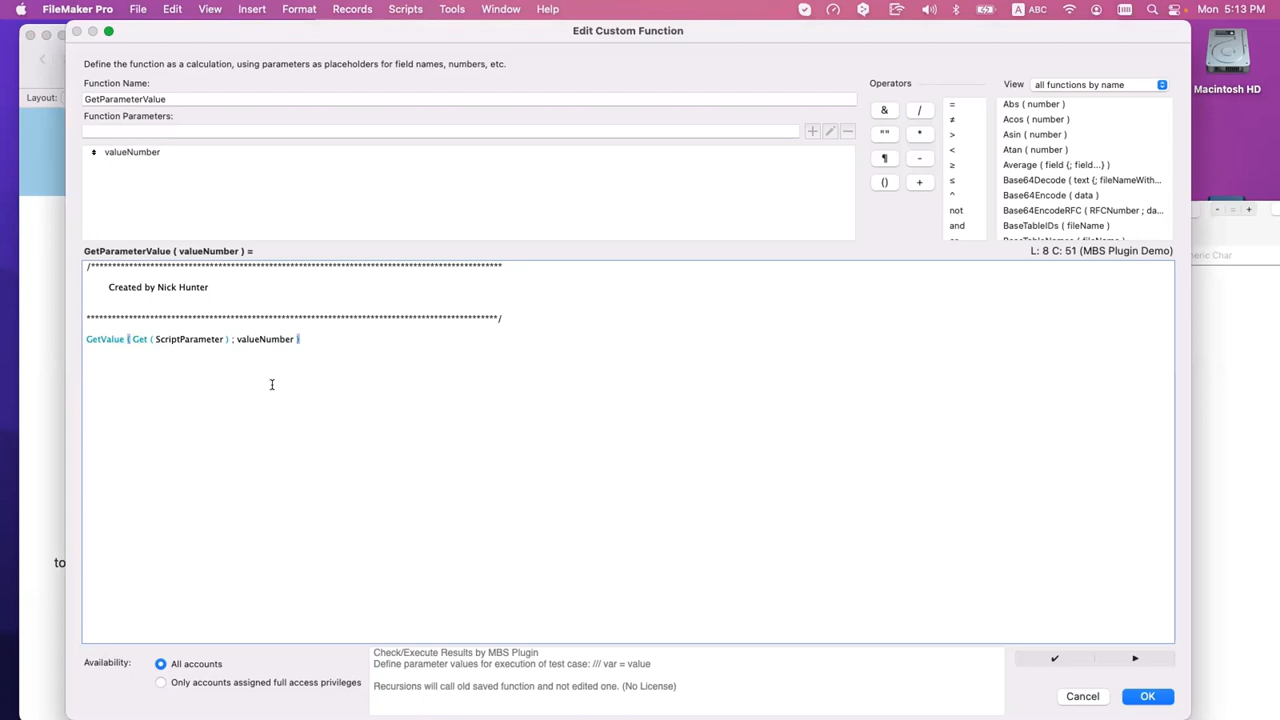 FileMaker Pro File Edit View Insert Format Records Scripts Tools Window Help A ABC Mon 5:13 PM
Edit Custom Function
Macintosh HD
Layout:
Define the function as a calculation, using parameters as placeholders for field names, numbers, etc.
Function Name:
GetParameterValue
Function Parameters:
valueNumber
Operators
& /
"" *
¶ -
() +
=
≠
>
<
≥
≤
^
not
and
View all functions by name
Abs ( number )
Acos ( number )
Asin ( number )
Atan ( number )
Average ( field {; field...} )
Base64Decode ( text {; fileNameWith...
Base64Encode ( data )
Base64EncodeRFC ( RFCNumber ; da...
BaseTableIDs ( fileName )
- = +
eric Char
GetParameterValue ( valueNumber ) =
L: 8 C: 51 (MBS Plugin Demo)
Created by Nick Hunter
GetValue ( Get ( ScriptParameter ) ; valueNumber )
to
Availability:
All accounts
Only accounts assigned full access privileges
Check/Execute Results by MBS Plugin
Define parameter values for execution of test case: /// var = value
Recursions will call old saved function and not edited one. (No License)
Cancel
OK